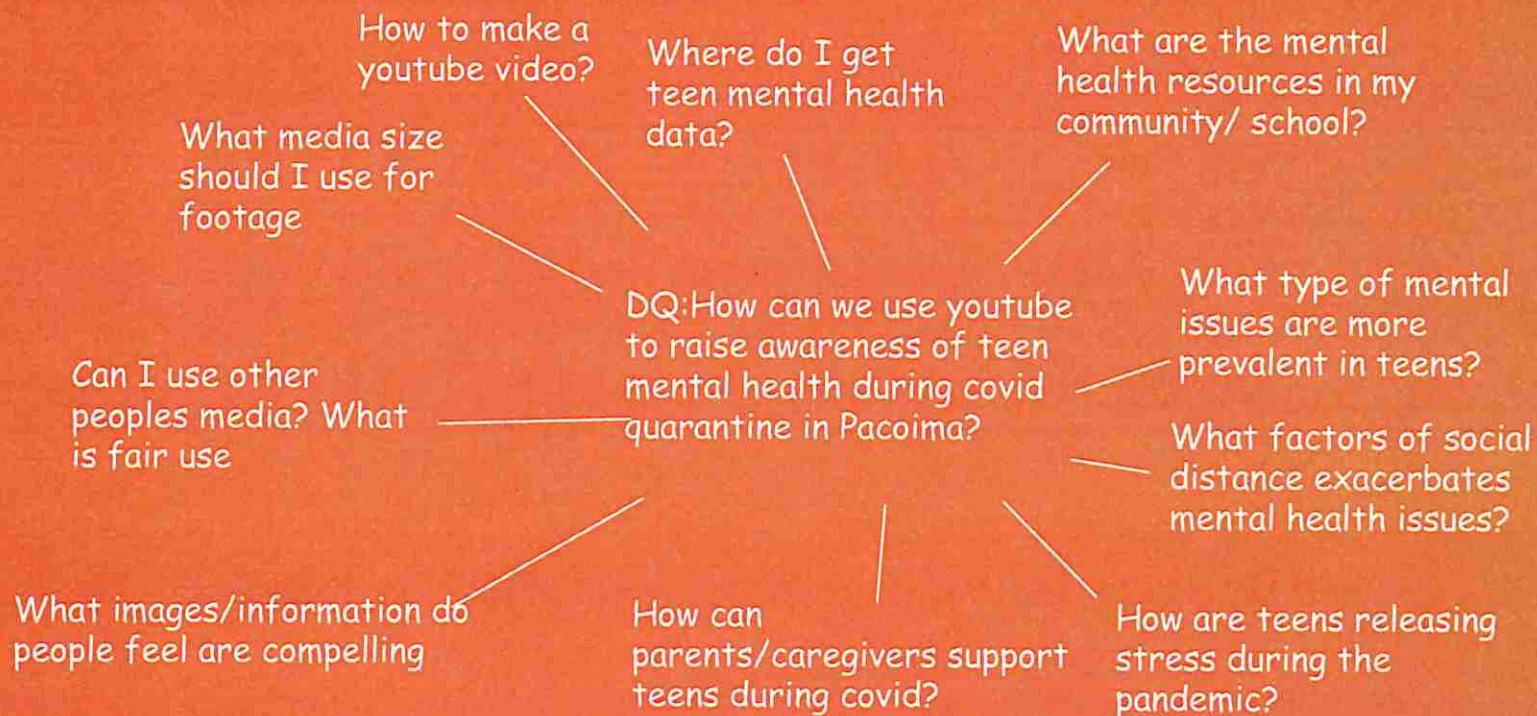 How to make a
youtube video?
Where do I get
teen mental health
data?
What are the mental
health resources in my
community/ school?
What media size
should I use for
footage
DQ:How can we use youtube
to raise awareness of teen
mental health during covid
quarantine in Pacoima?
What type of mental
issues are more
prevalent in teens?
Can I use other
peoples media? What
is fair use
What factors of social
distance exacerbates
mental health issues?
What images/information do
people feel are compelling
How can
parents/caregivers support
teens during covid?
How are teens releasing
stress during the
pandemic?